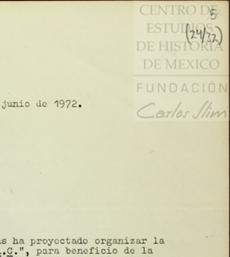 CENTRO DE
ESTUDIOS
DE HISTORIA
DE MEXICO
FUNDACIÓN
Carlos Slim
5
(24/32)
junio de 1972.
ha proyectado organizar la
.C.", para beneficio de la